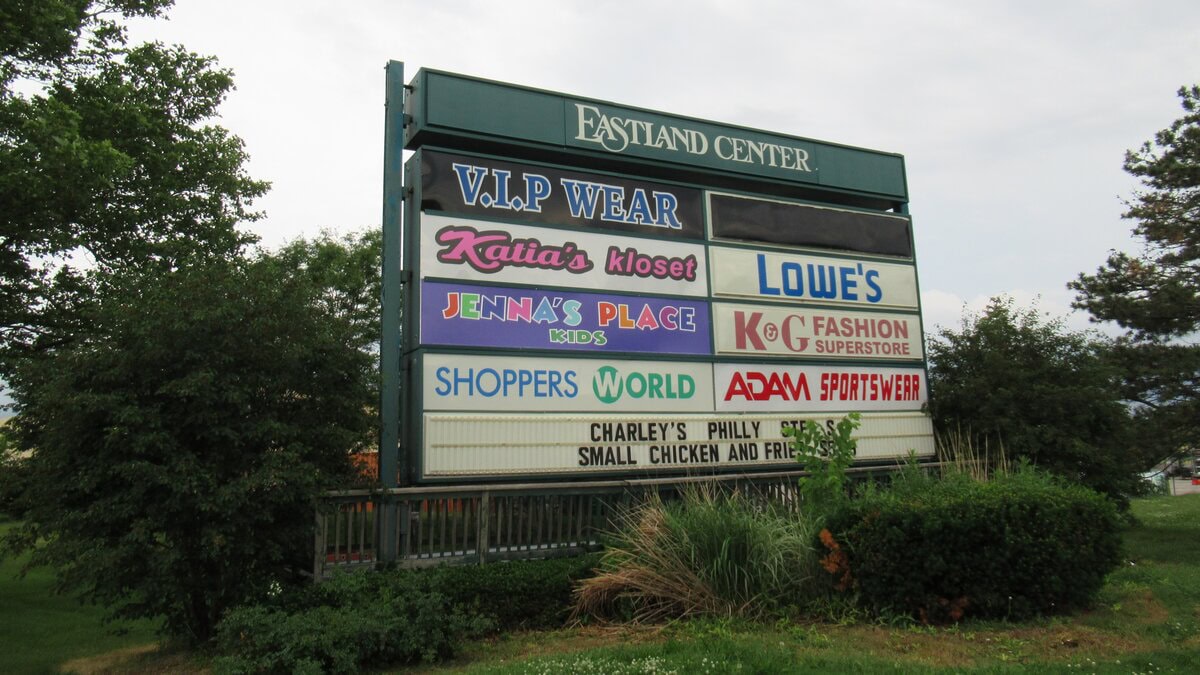 EASTLAND CENTER
V.I.P WEAR
Katia's kloset
LOWE'S
JENNA'S PLACE
KIDS
K&G FASHION
SUPERSTORE
SHOPPERS WORLD
ADAM SPORTSWEAR
CHARLEY'S PHILLY
SMALL CHICKEN AND